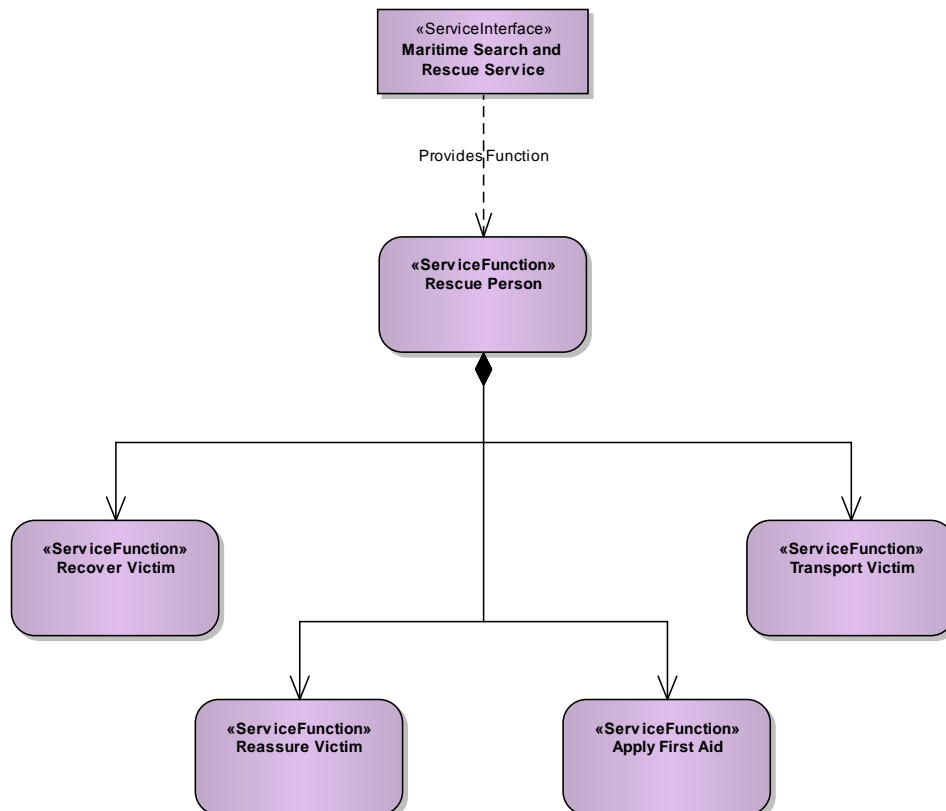 «ServiceInterface»
Maritime Search and
Rescue Service
Provides Function
«ServiceFunction»
Rescue Person
«ServiceFunction»
Recover Victim
«ServiceFunction»
Transport Victim
«ServiceFunction»
Reassure Victim
«ServiceFunction»
Apply First Aid